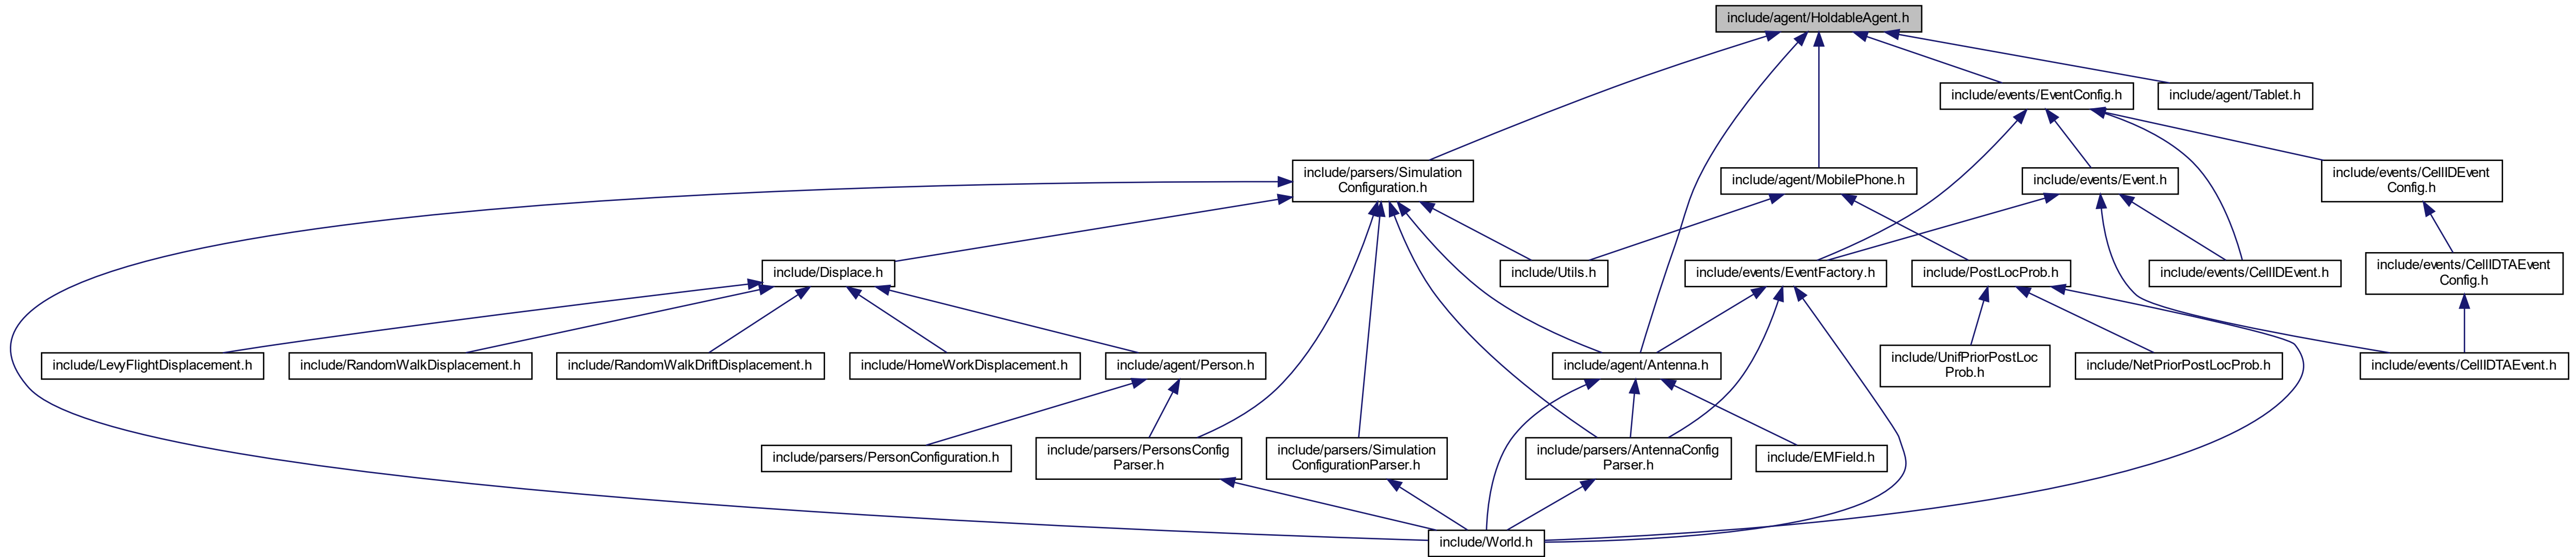 include/agent/HoldableAgent.h
include/events/EventConfig.h
include/agent/Tablet.h
include/parsers/Simulation
Configuration.h
include/agent/MobilePhone.h
include/events/Event.h
include/events/CellIDEvent
Config.h
include/Displace.h
include/Utils.h
include/events/EventFactory.h
include/PostLocProb.h
include/events/CellIDEvent.h
include/events/CellIDTAEvent
Config.h
include/LevyFlightDisplacement.h
include/RandomWalkDisplacement.h
include/RandomWalkDriftDisplacement.h
include/HomeWorkDisplacement.h
include/agent/Person.h
include/agent/Antenna.h
include/UnifPriorPostLoc
Prob.h
include/NetPriorPostLocProb.h
include/events/CellIDTAEvent.h
include/parsers/PersonConfiguration.h
include/parsers/PersonsConfig
Parser.h
include/parsers/Simulation
ConfigurationParser.h
include/parsers/AntennaConfig
Parser.h
include/EMField.h
include/World.h